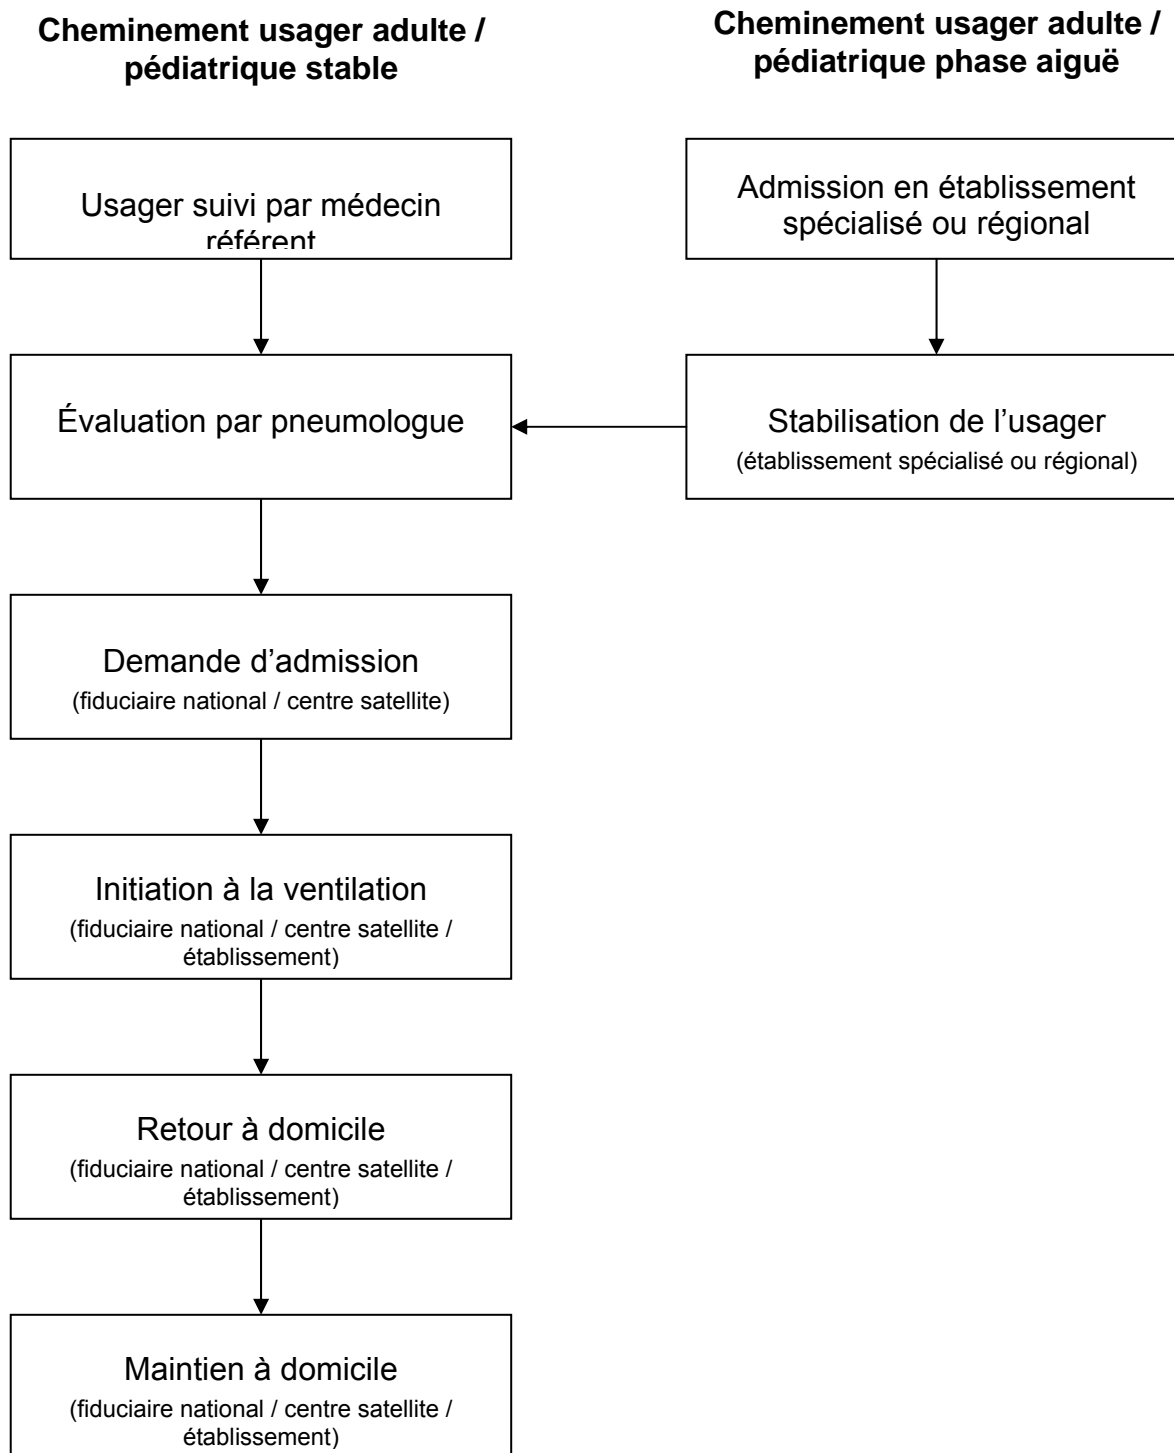 Cheminement usager adulte /
pédiatrique stable
Cheminement usager adulte /
pédiatrique phase aiguë
Usager suivi par médecin
référent
Admission en établissement
spécialisé ou régional
Évaluation par pneumologue
Stabilisation de l’usager
(établissement spécialisé ou régional)
Demande d’admission
(fiduciaire national / centre satellite)
Initiation à la ventilation
(fiduciaire national / centre satellite /
établissement)
Retour à domicile
(fiduciaire national / centre satellite /
établissement)
Maintien à domicile
(fiduciaire national / centre satellite /
établissement)